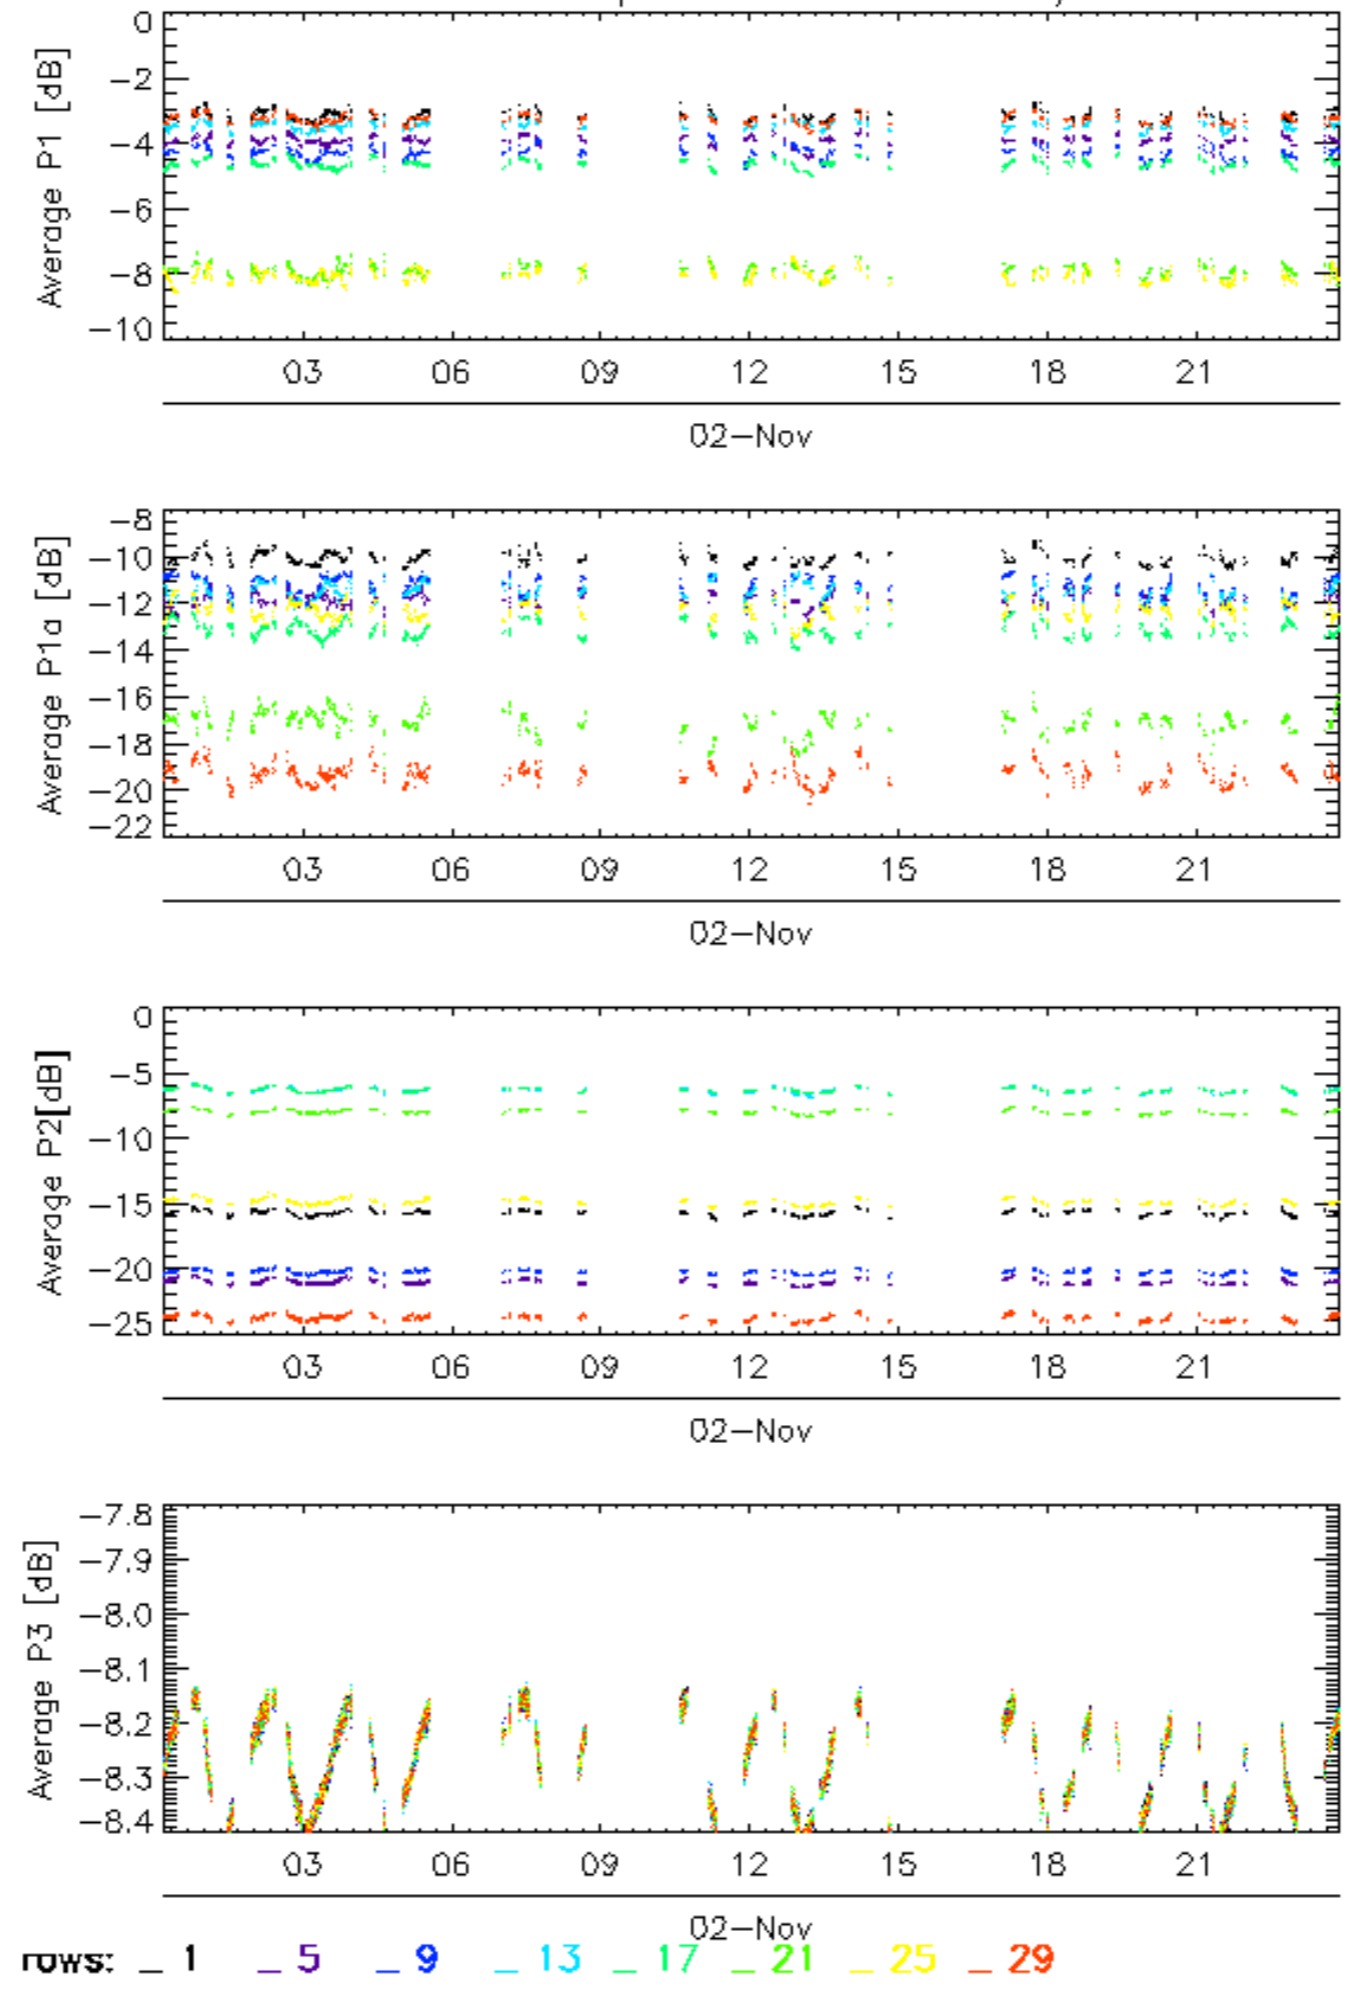 0
−2
−4
−6
−8
−10
Average P1 [dB]
03 06 09 12 15 18 21
02−Nov
−8
−10
−12
−14
−16
−18
−20
−22
Average P1a [dB]
03 06 09 12 15 18 21
02−Nov
0
−5
−10
−15
−20
−25
Average P2[dB]
03 06 09 12 15 18 21
02−Nov
−7.8
−7.9
−8.0
−8.1
−8.2
−8.3
−8.4
Average P3 [dB]
03 06 09 12 15 18 21
02−Nov
rows: _ 1 _ 5 _ 9 _ 13 _ 17 _ 21 _ 25 _ 29